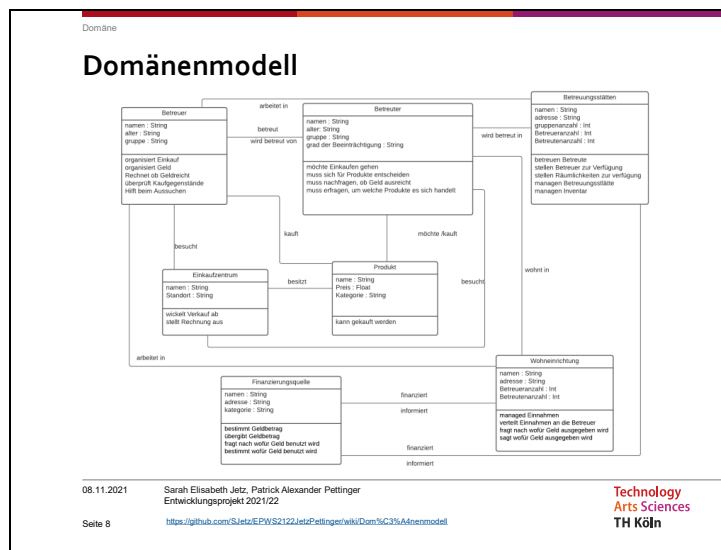 Domäne
Domänenmodell
Betreuungsstätten
namen : String
adresse : String
gruppenanzahl : Int
Betreueranzahl : Int
Betreutenanzahl : Int
betreuen Betreute
stellen Betreuer zur Verfügung
stellen Räumlichkeiten zur verfügung
managen Betreuungsstätte
managen Inventar
arbeitet in
Betreuer
namen : String
alter : String
gruppe : String
organisiert Einkauf
organisiert Geld
Rechnet ob Geldreicht
überprüft Kaufgegenstände
Hilft beim Aussuchen
betreut
wird betreut von
Betreuter
namen : String
alter: String
gruppe : String
grad der Beeinträchtigung : String
möchte Einkaufen gehen
muss sich für Produkte entscheiden
muss nachfragen, ob Geld ausreicht
muss erfragen, um welche Produkte es sich handelt
wird betreut in
besucht
kauft
möchte /kauft
besucht
wohnt in
Einkaufzentrum
namen : String
Standort : String
wickelt Verkauf ab
stellt Rechnung aus
besitzt
Produkt
name : String
Preis : Float
Kategorie : String
kann gekauft werden
arbeitet in
Finanzierungsquelle
namen : String
adresse : String
kategorie : String
bestimmt Geldbetrag
übergibt Geldbetrag
fragt nach wofür Geld benutzt wird
bestimmt wofür Geld benutzt wird
finanziert
informiert
finanziert
informiert
Wohneinrichtung
namen : String
adresse : String
Betreueranzahl : Int
Betreutenanzahl : Int
managed Einnahmen
verteilt Einnahmen an die Betreuer
fragt nach wofür Geld ausgegeben wird
sagt wofür Geld ausgegeben wird
08.11.2021
Sarah Elisabeth Jetz, Patrick Alexander Pettinger
Entwicklungsprojekt 2021/22
Seite 8
https://github.com/SJetz/EPWS2122JetzPettinger/wiki/Dom%C3%A4nenmodell
Technology
Arts Sciences
TH Köln